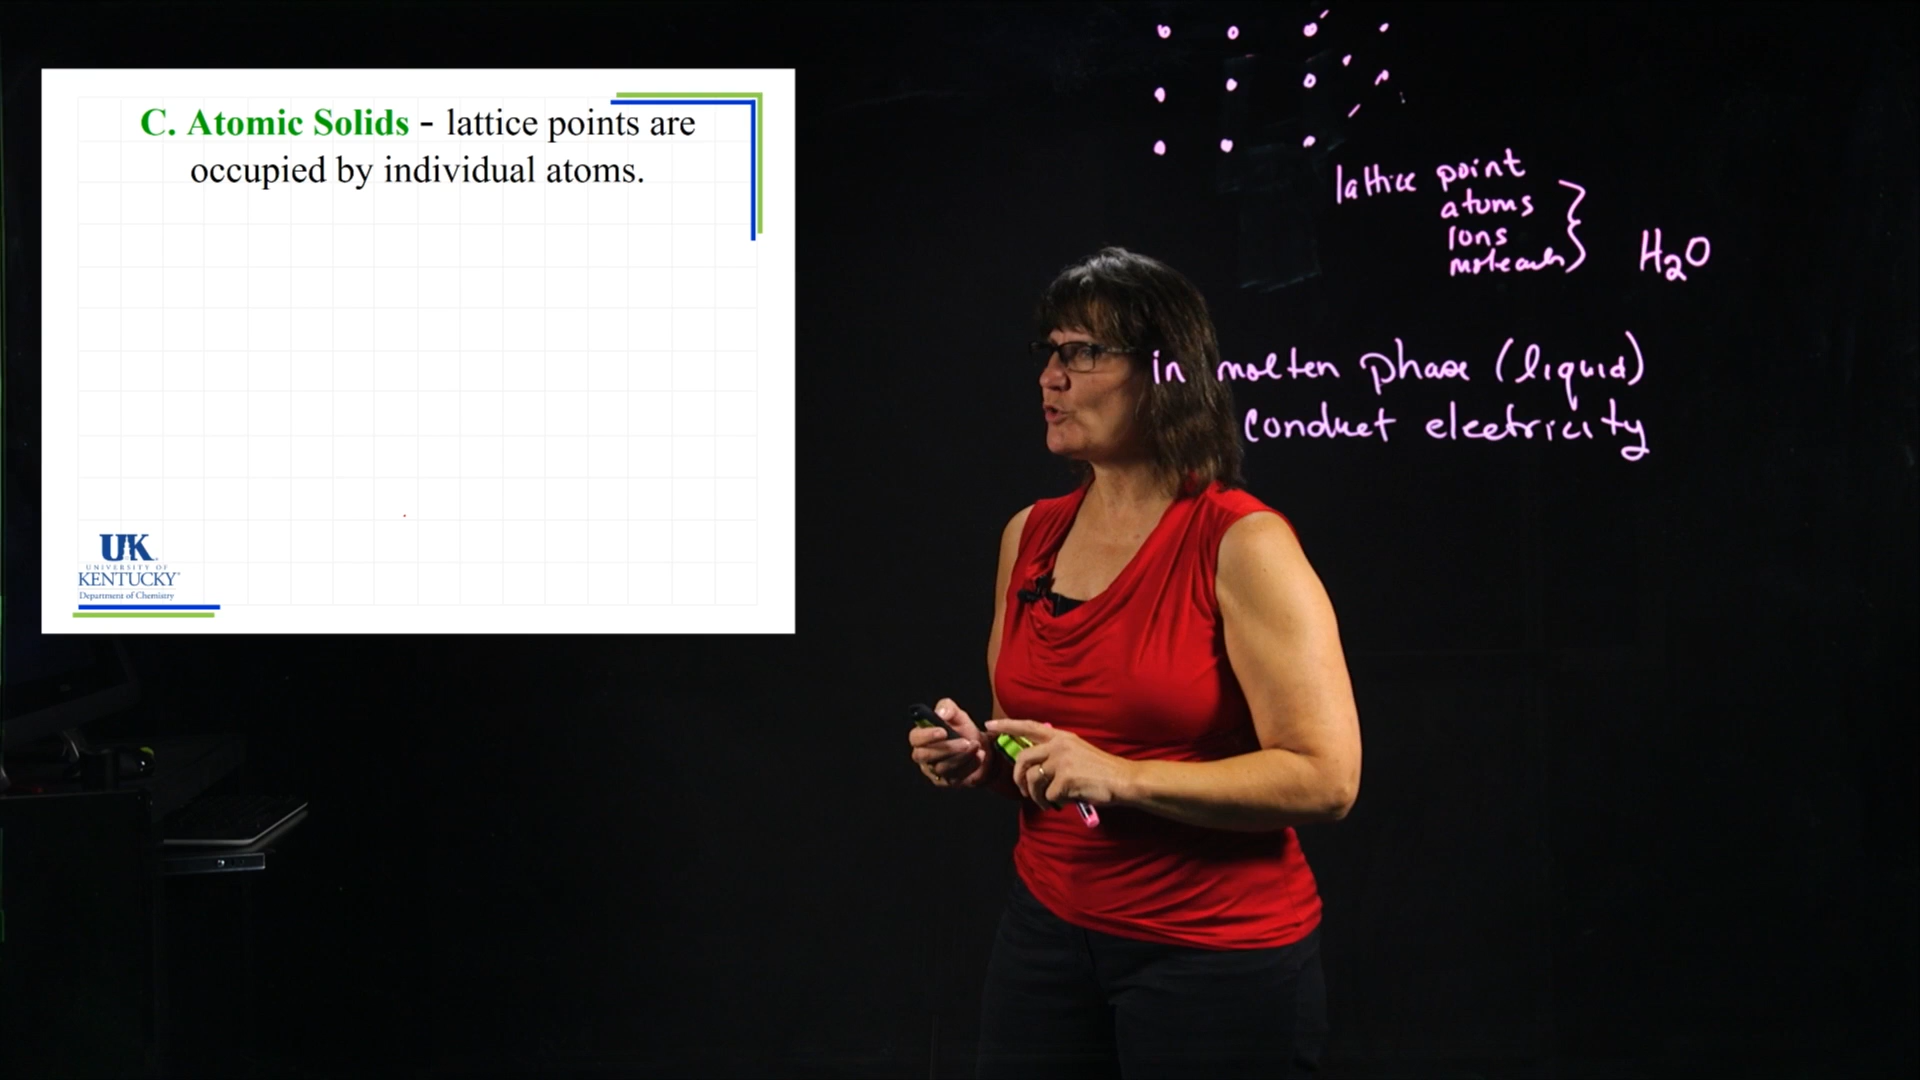 C. Atomic Solids - lattice points are
occupied by individual atoms.
UK
UNIVERSITY OF
KENTUCKY
Department of Chemistry
lattice point
atoms
Ions
molecules
H2O
in molten phase (liquid)
conduct electricity